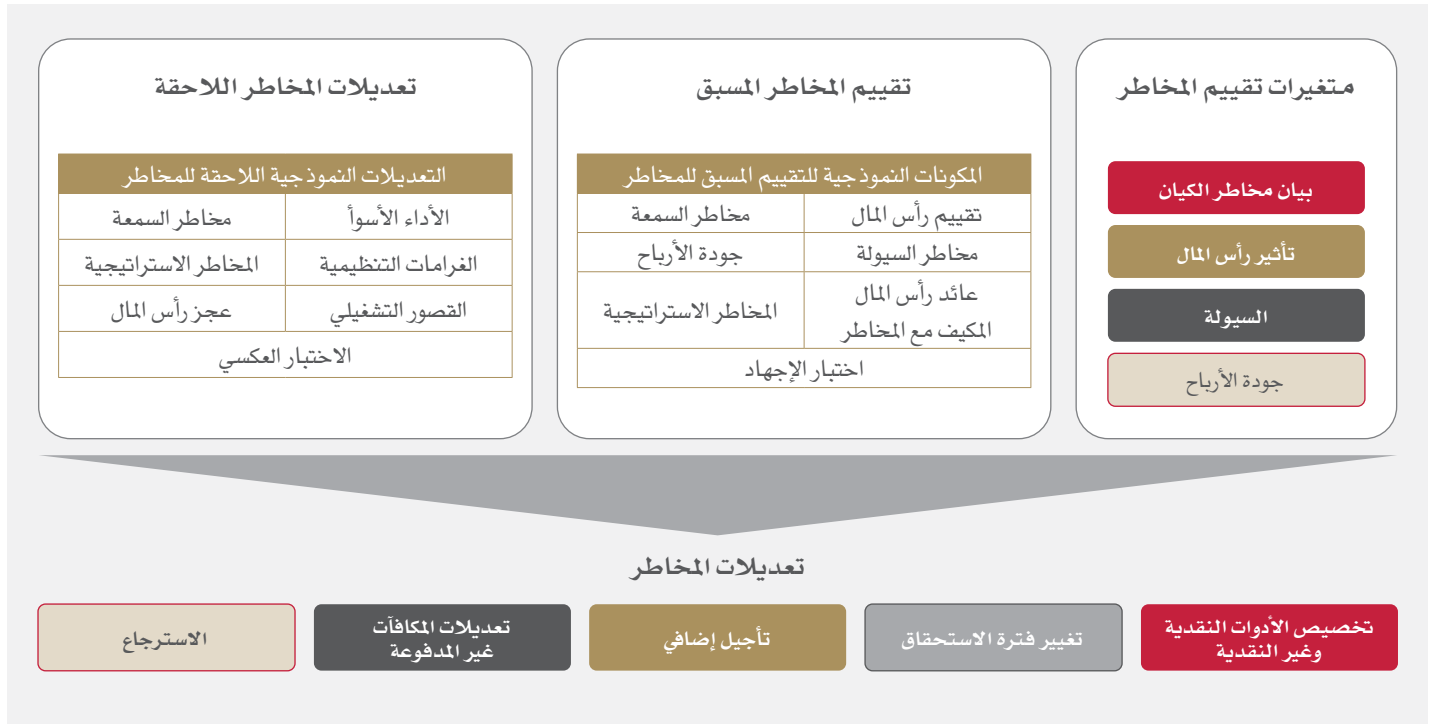 متغيرات تقييم المخاطر
بيان مخاطر الكيان
تأثير رأس المال
السيولة
جودة الأرباح
تقييم المخاطر المسبق
المكونات النموذجية للتقييم المسبق للمخاطر
تقييم رأس المال
مخاطر السمعة
مخاطر السيولة
جودة الأرباح
عائد رأس المال
المكيف مع المخاطر
المخاطر الاستراتيجية
اختبار الإجهاد
تعديلات المخاطر اللاحقة
التعديلات النموذجية اللاحقة للمخاطر
الأداء الأسوأ
مخاطر السمعة
الغرامات التنظيمية
المخاطر الاستراتيجية
القصور التشغيلي
عجز رأس المال
الاختبار العكسي
تعديلات المخاطر
تخصيص الأدوات النقدية
وغير النقدية
تغيير فترة الاستحقاق
تأجيل إضافي
تعديلات المكافآت
غير المدفوعة
الاسترجاع